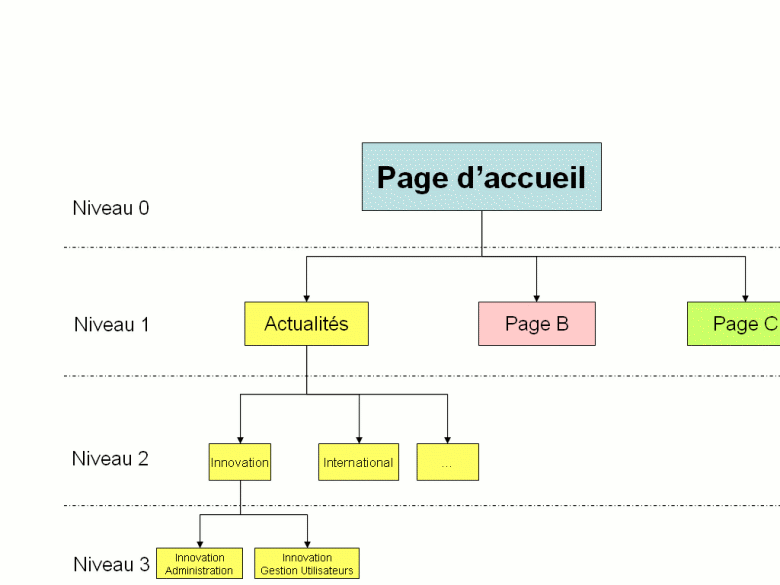 Page d’accueil
Niveau 0
Niveau 1
Actualités
Page B
Page C
Niveau 2
Innovation
International
...
Niveau 3
Innovation
Administration
Innovation
Gestion Utilisateurs